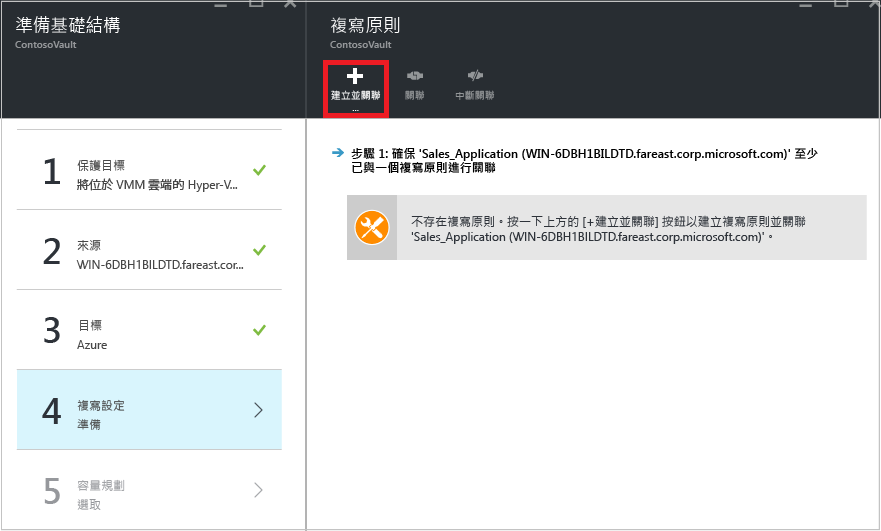 準備基礎結構
ContosoVault
1
保護目標
將位於 VMM 雲端的 Hyper-V...
2
來源
WIN-6DBH1BILDTD.fareast.cor...
3
目標
Azure
4
複寫設定
準備
5
容量規劃
選取
複寫原則
ContosoVault
建立並關聯
...
關聯
中斷關聯
步驟 1: 確保 'Sales_Application (WIN-6DBH1BILDTD.fareast.corp.microsoft.com)' 至少
已與一個複寫原則進行關聯
不存在複寫原則。按一下上方的 [+建立並關聯] 按鈕以建立複寫原則並關聯
'Sales_Application (WIN-6DBH1BILDTD.fareast.corp.microsoft.com)'。